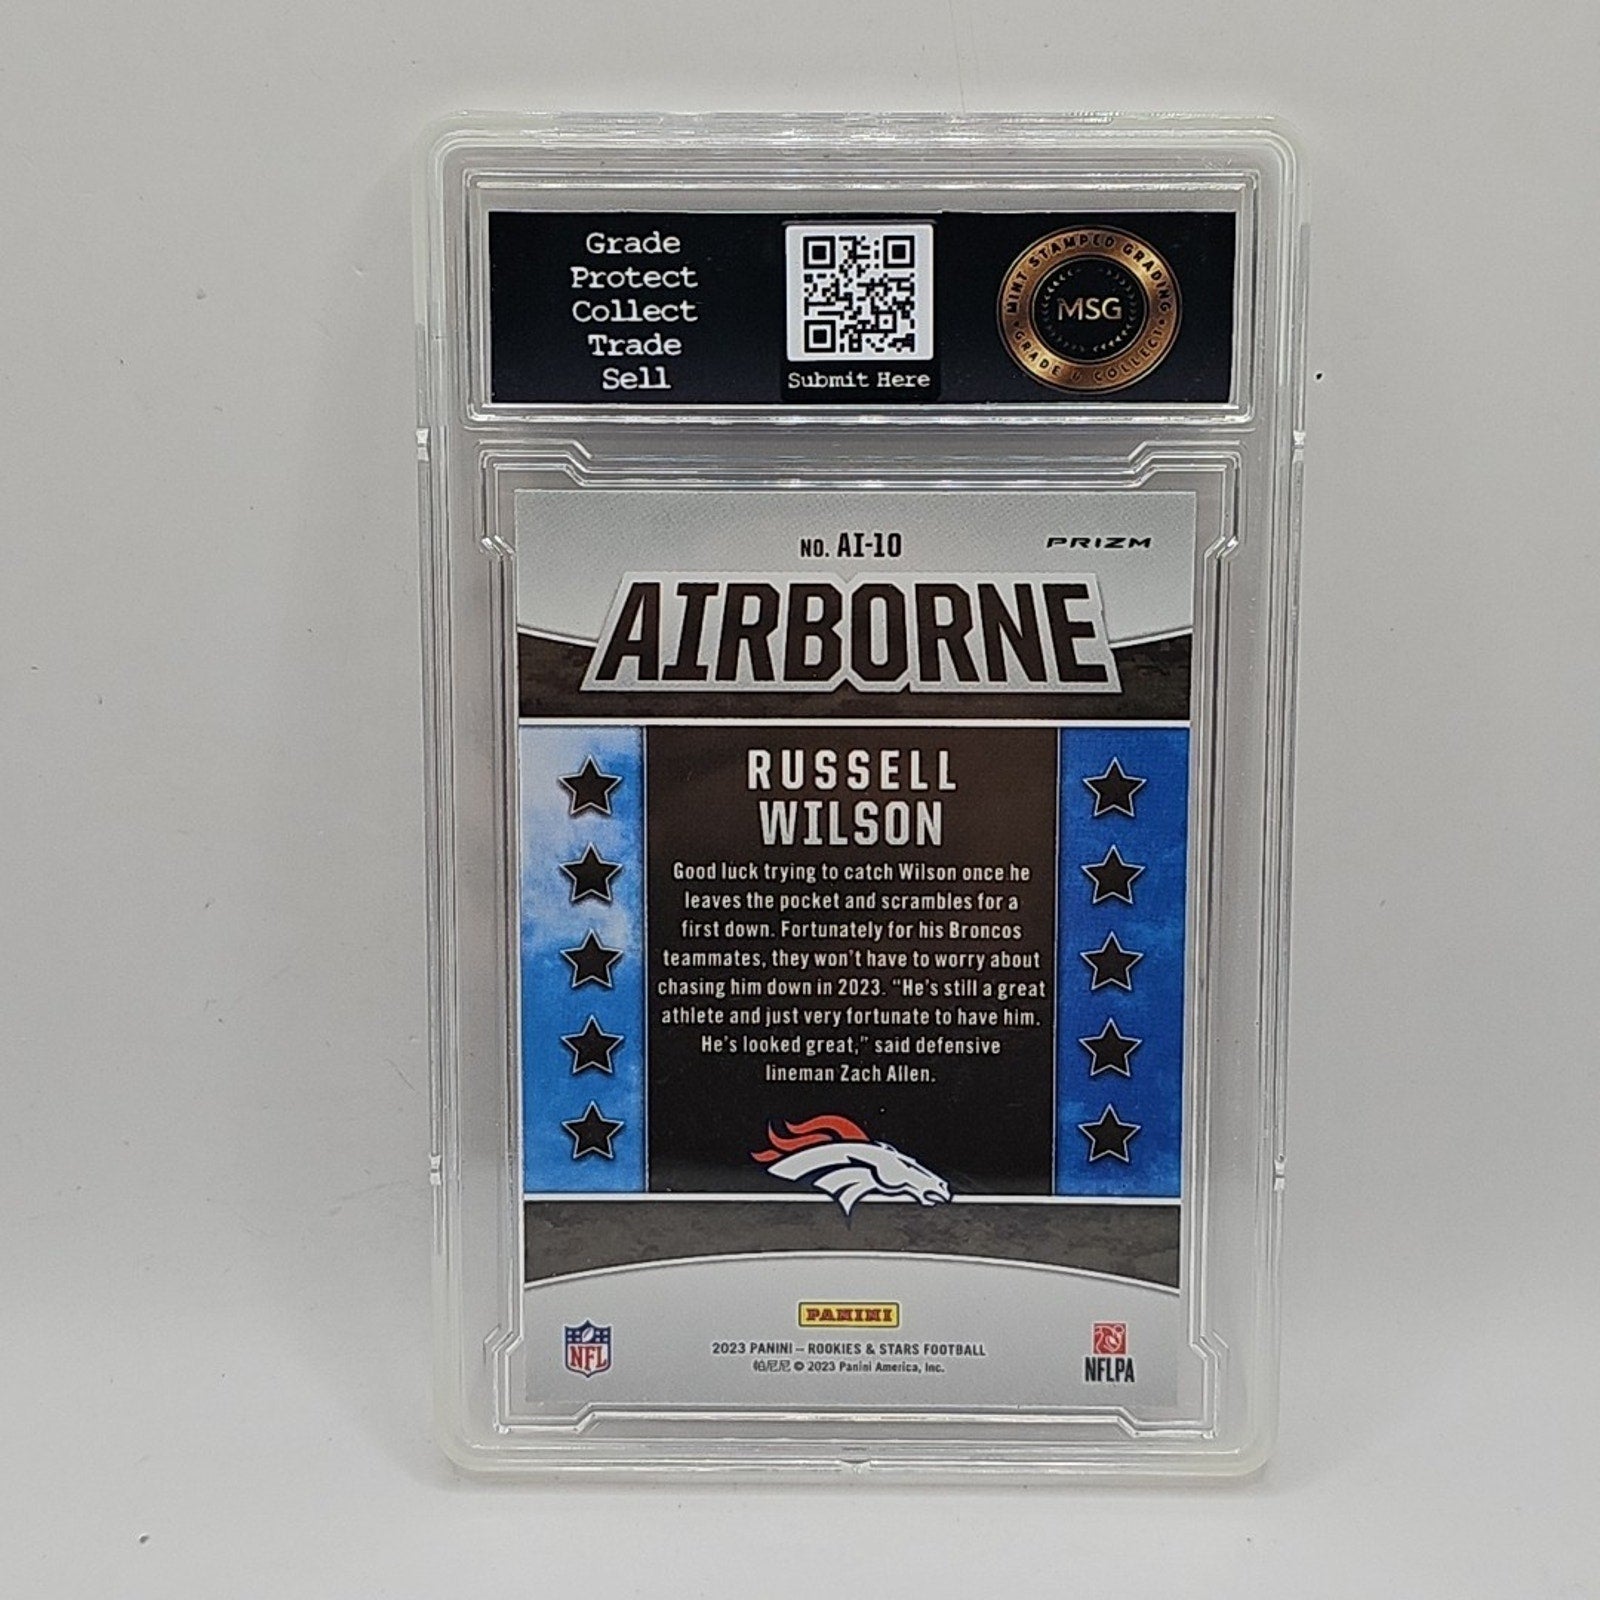 Grade
Protect
Collect
Trade
Sell
Submit Here
MINT STAMPED GRADING
MSG
GRADE & COLLECT
NO. AI-10
PRIZM
AIRBORNE
RUSSELL
WILSON
Good luck trying to catch Wilson once he
leaves the pocket and scrambles for a
first down. Fortunately for his Broncos
teammates, they won't have to worry about
chasing him down in 2023. "He's still a great
athlete and just very fortunate to have him.
He's looked great," said defensive
lineman Zach Allen.
PANINI
NFL
2023 PANINI – ROOKIES & STARS FOOTBALL
帕尼尼 © 2023 Panini America, Inc.
NFLPA